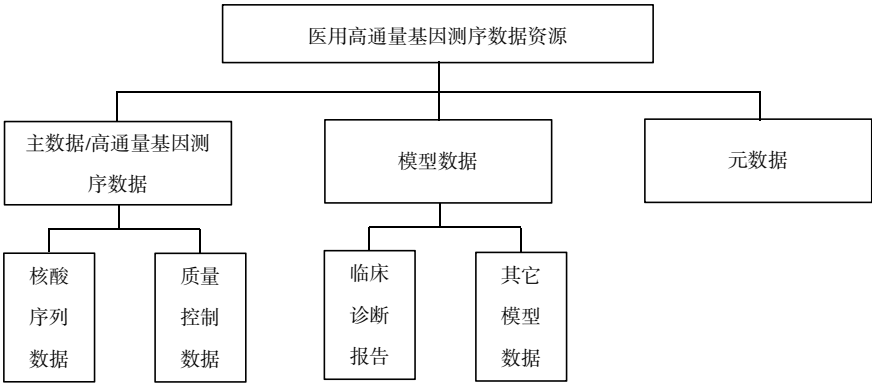 医用高通量基因测序数据资源
主数据/高通量基因测
序数据
模型数据
元数据
核酸
序列
数据
质量
控制
数据
临床
诊断
报告
其它
模型
数据